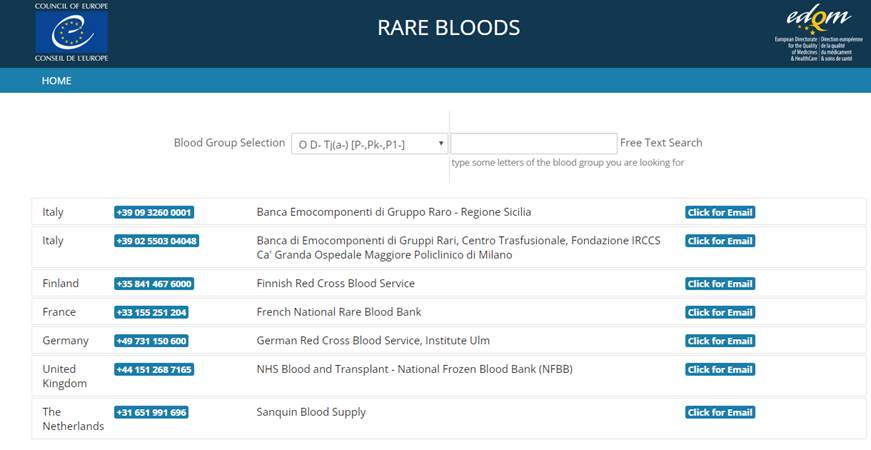 COUNCIL OF EUROPE
CONSEIL DE L'EUROPE
RARE BLOODS
edqm
European Directorate | Direction européenne
for the Quality | de la qualité
of Medicines | du médicament
& HealthCare | & soins de santé
HOME
Blood Group Selection O D- Tj(a-) [P-,Pk-,P1-] Free Text Search
type some letters of the blood group you are looking for
Italy +39 09 3260 0001 Banca Emocomponenti di Gruppo Raro - Regione Sicilia Click for Email
Italy +39 02 5503 04048 Banca di Emocomponenti di Gruppi Rari, Centro Trasfusionale, Fondazione IRCCS Click for Email
Ca' Granda Ospedale Maggiore Policlinico di Milano
Finland +35 841 467 6000 Finnish Red Cross Blood Service Click for Email
France +33 155 251 204 French National Rare Blood Bank Click for Email
Germany +49 731 150 600 German Red Cross Blood Service, Institute Ulm Click for Email
United +44 151 268 7165 NHS Blood and Transplant - National Frozen Blood Bank (NFBB) Click for Email
Kingdom
The +31 651 991 696 Sanquin Blood Supply Click for Email
Netherlands